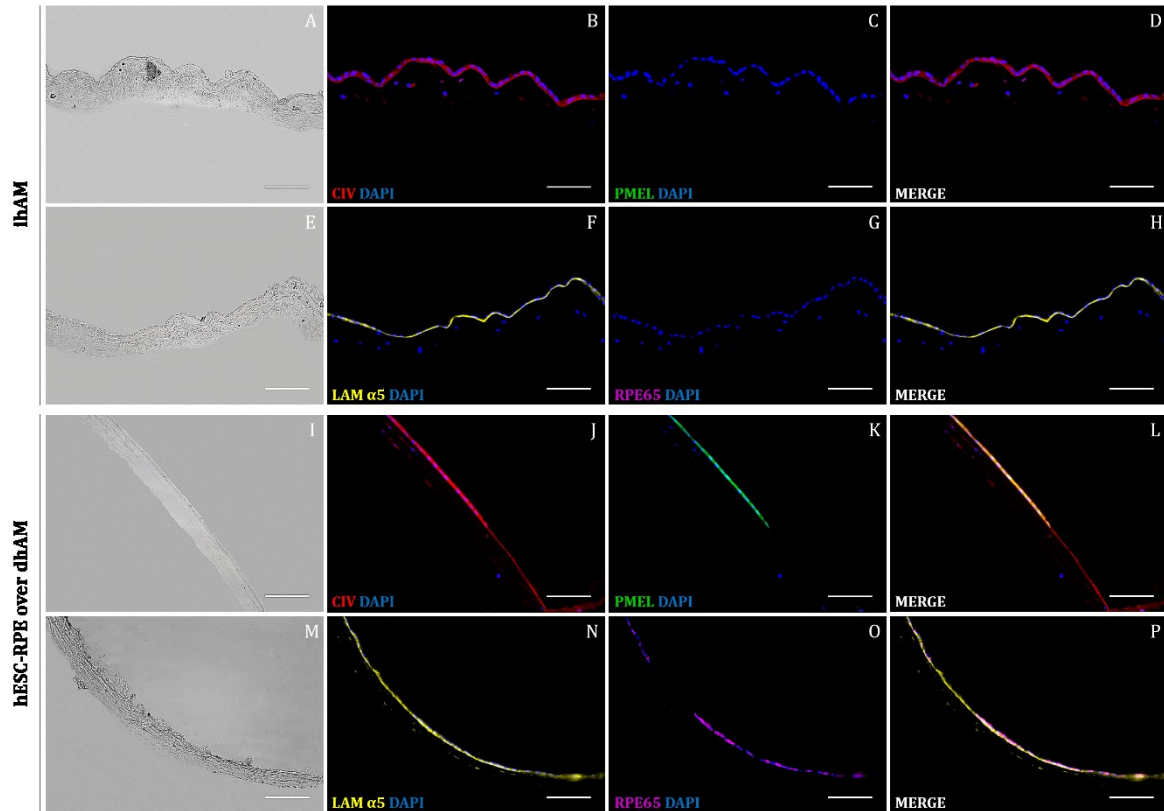 A
B
C
D
CIV DAPI
PMEL DAPI
MERGE
lhAM
E
F
G
H
LAM α5 DAPI
RPE65 DAPI
MERGE
I
J
K
L
CIV DAPI
PMEL DAPI
MERGE
hESC-RPE over dhAM
M
N
O
P
LAM α5 DAPI
RPE65 DAPI
MERGE